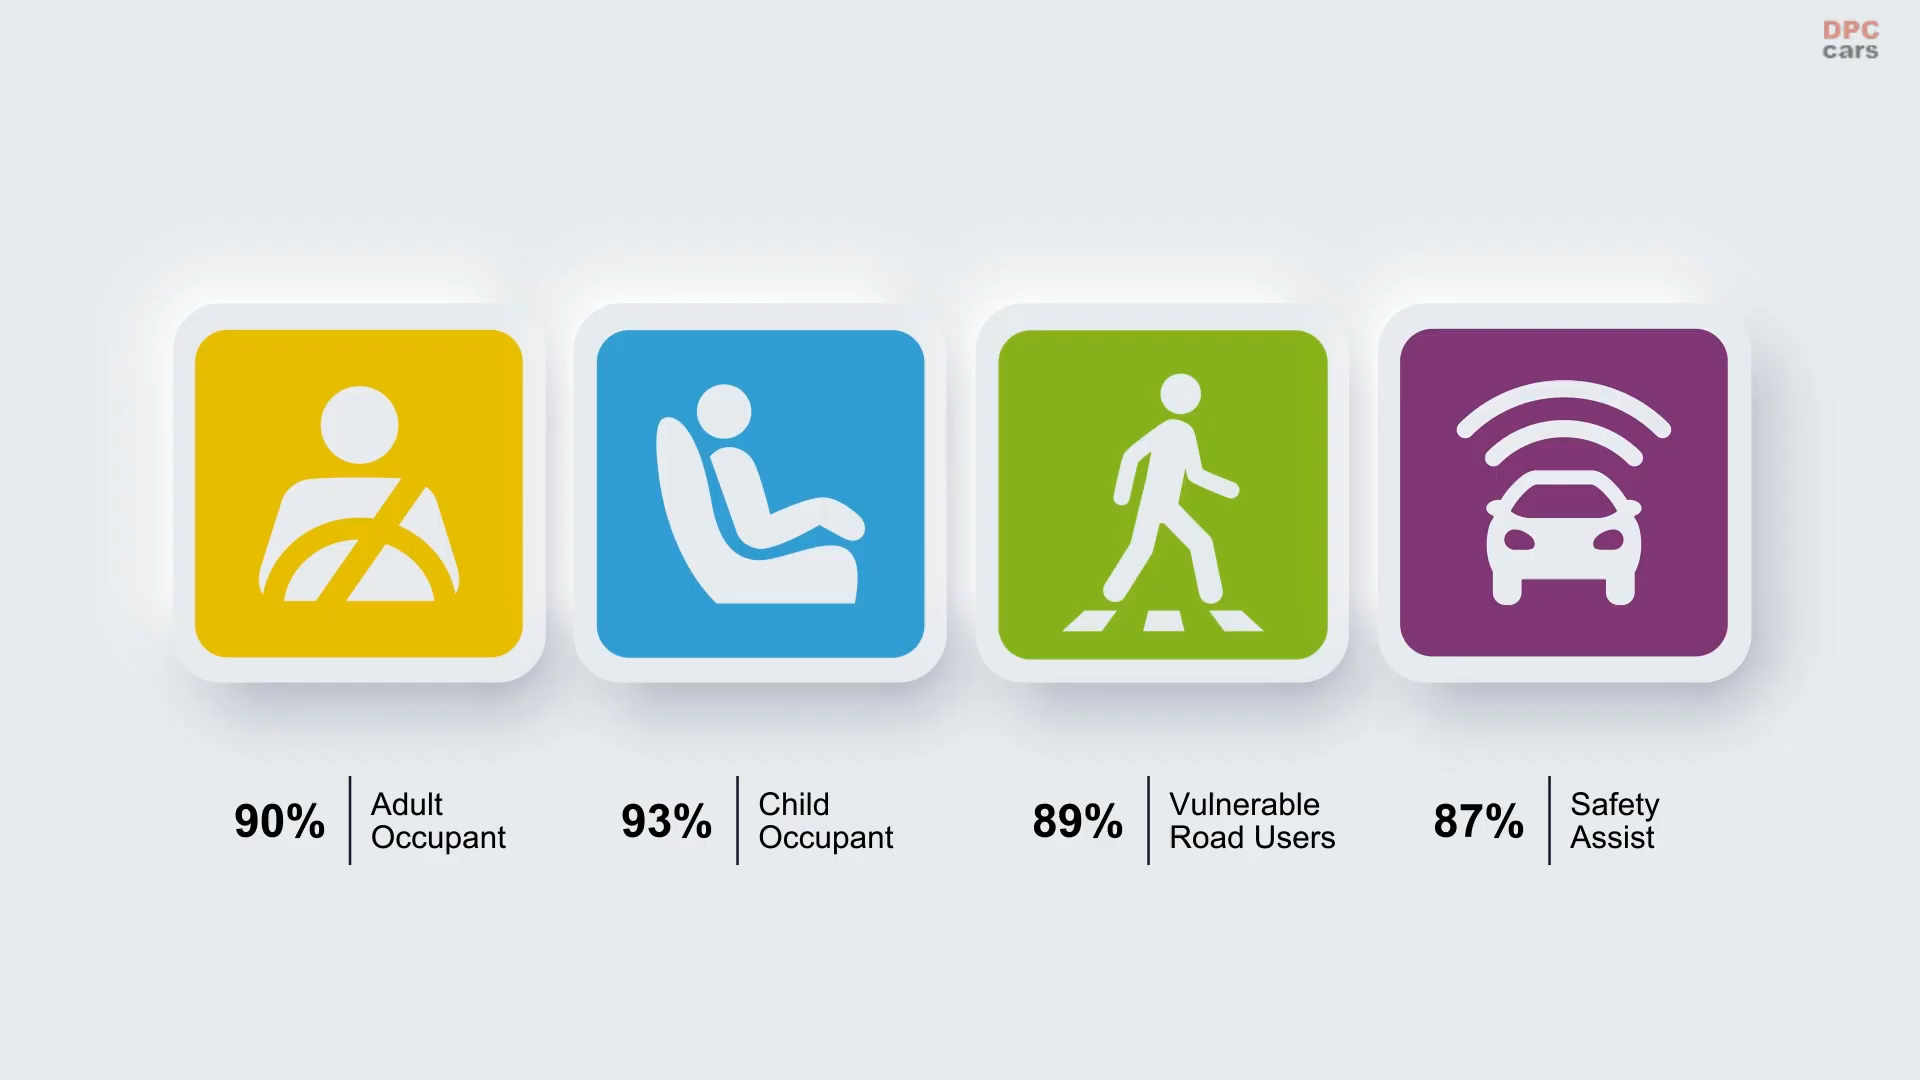 DPC
cars
90%
Adult
Occupant
93%
Child
Occupant
89%
Vulnerable
Road Users
87%
Safety
Assist